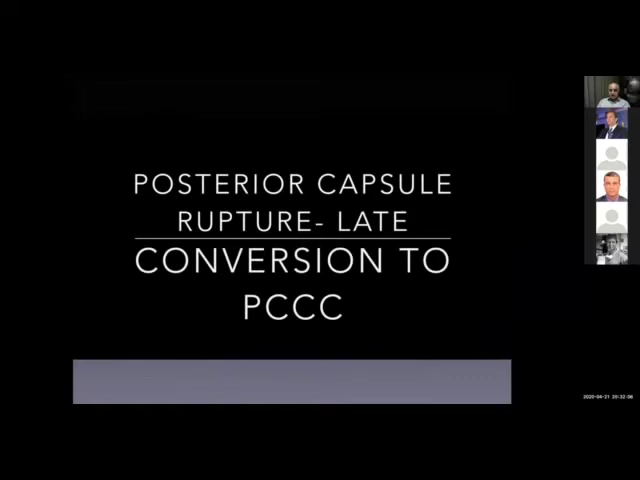 POSTERIOR CAPSULE
RUPTURE- LATE
CONVERSION TO
PCCC
2020-04-21 20:32:06